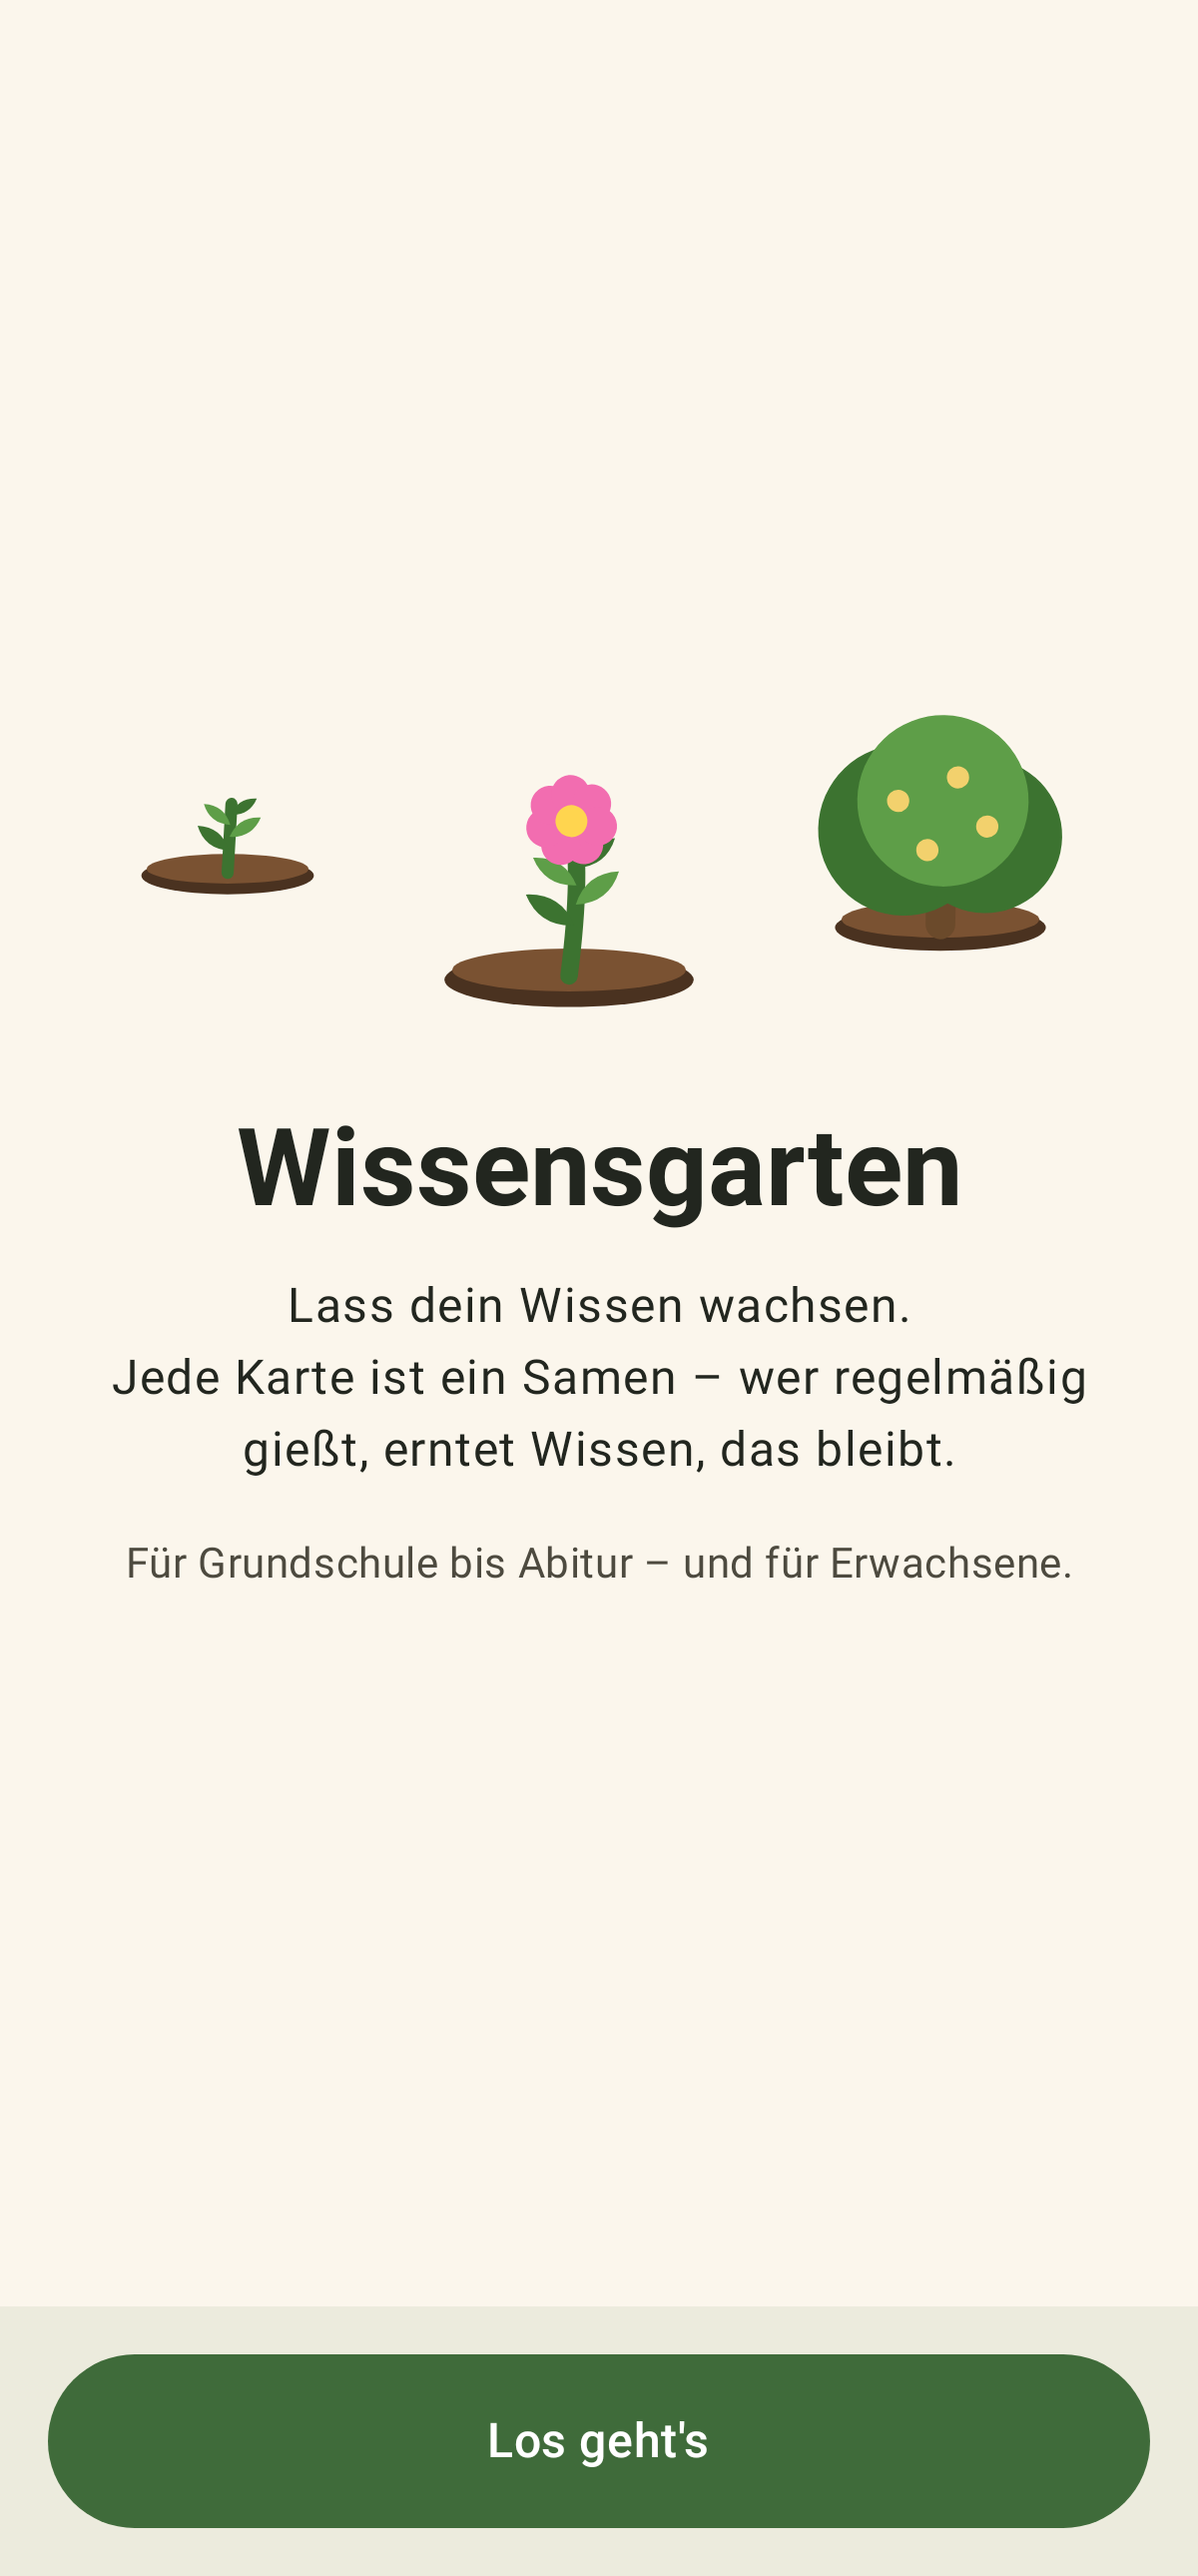 Wissensgarten
Lass dein Wissen wachsen.
Jede Karte ist ein Samen – wer regelmäßig
gießt, erntet Wissen, das bleibt.
Für Grundschule bis Abitur – und für Erwachsene.
Los geht's